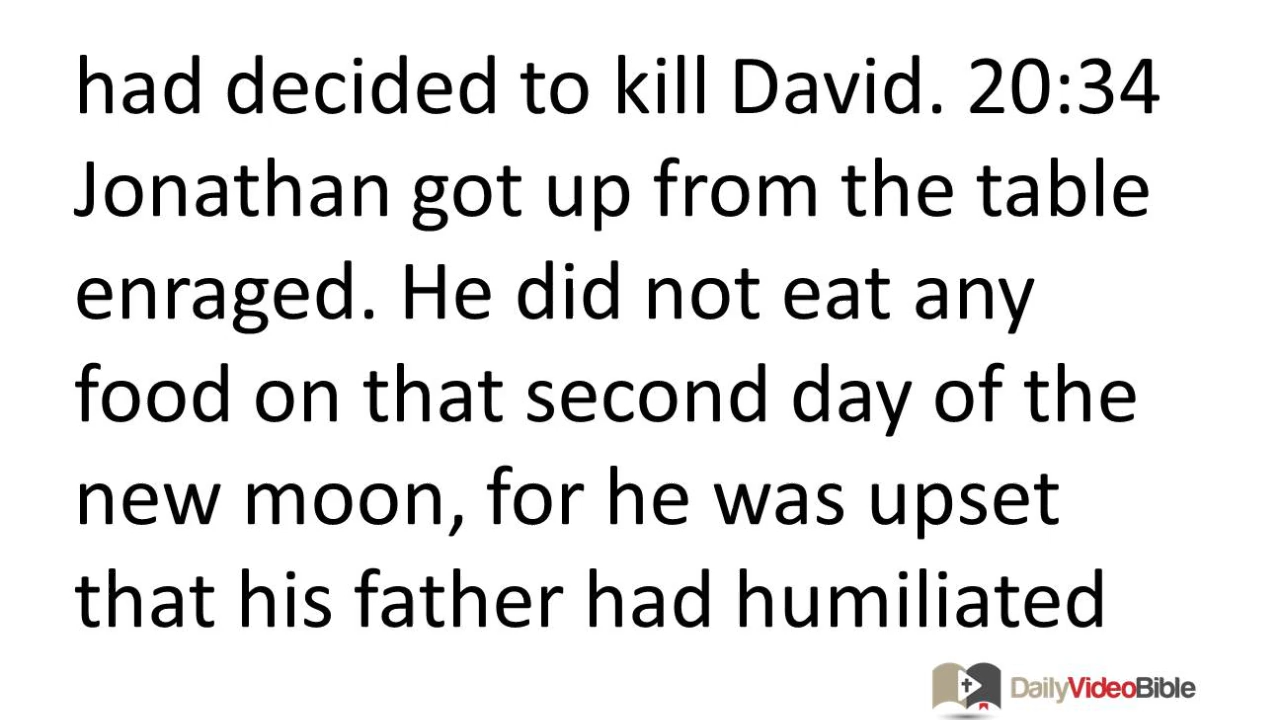 had decided to kill David. 20:34
Jonathan got up from the table
enraged. He did not eat any
food on that second day of the
new moon, for he was upset
that his father had humiliated
DailyVideoBible